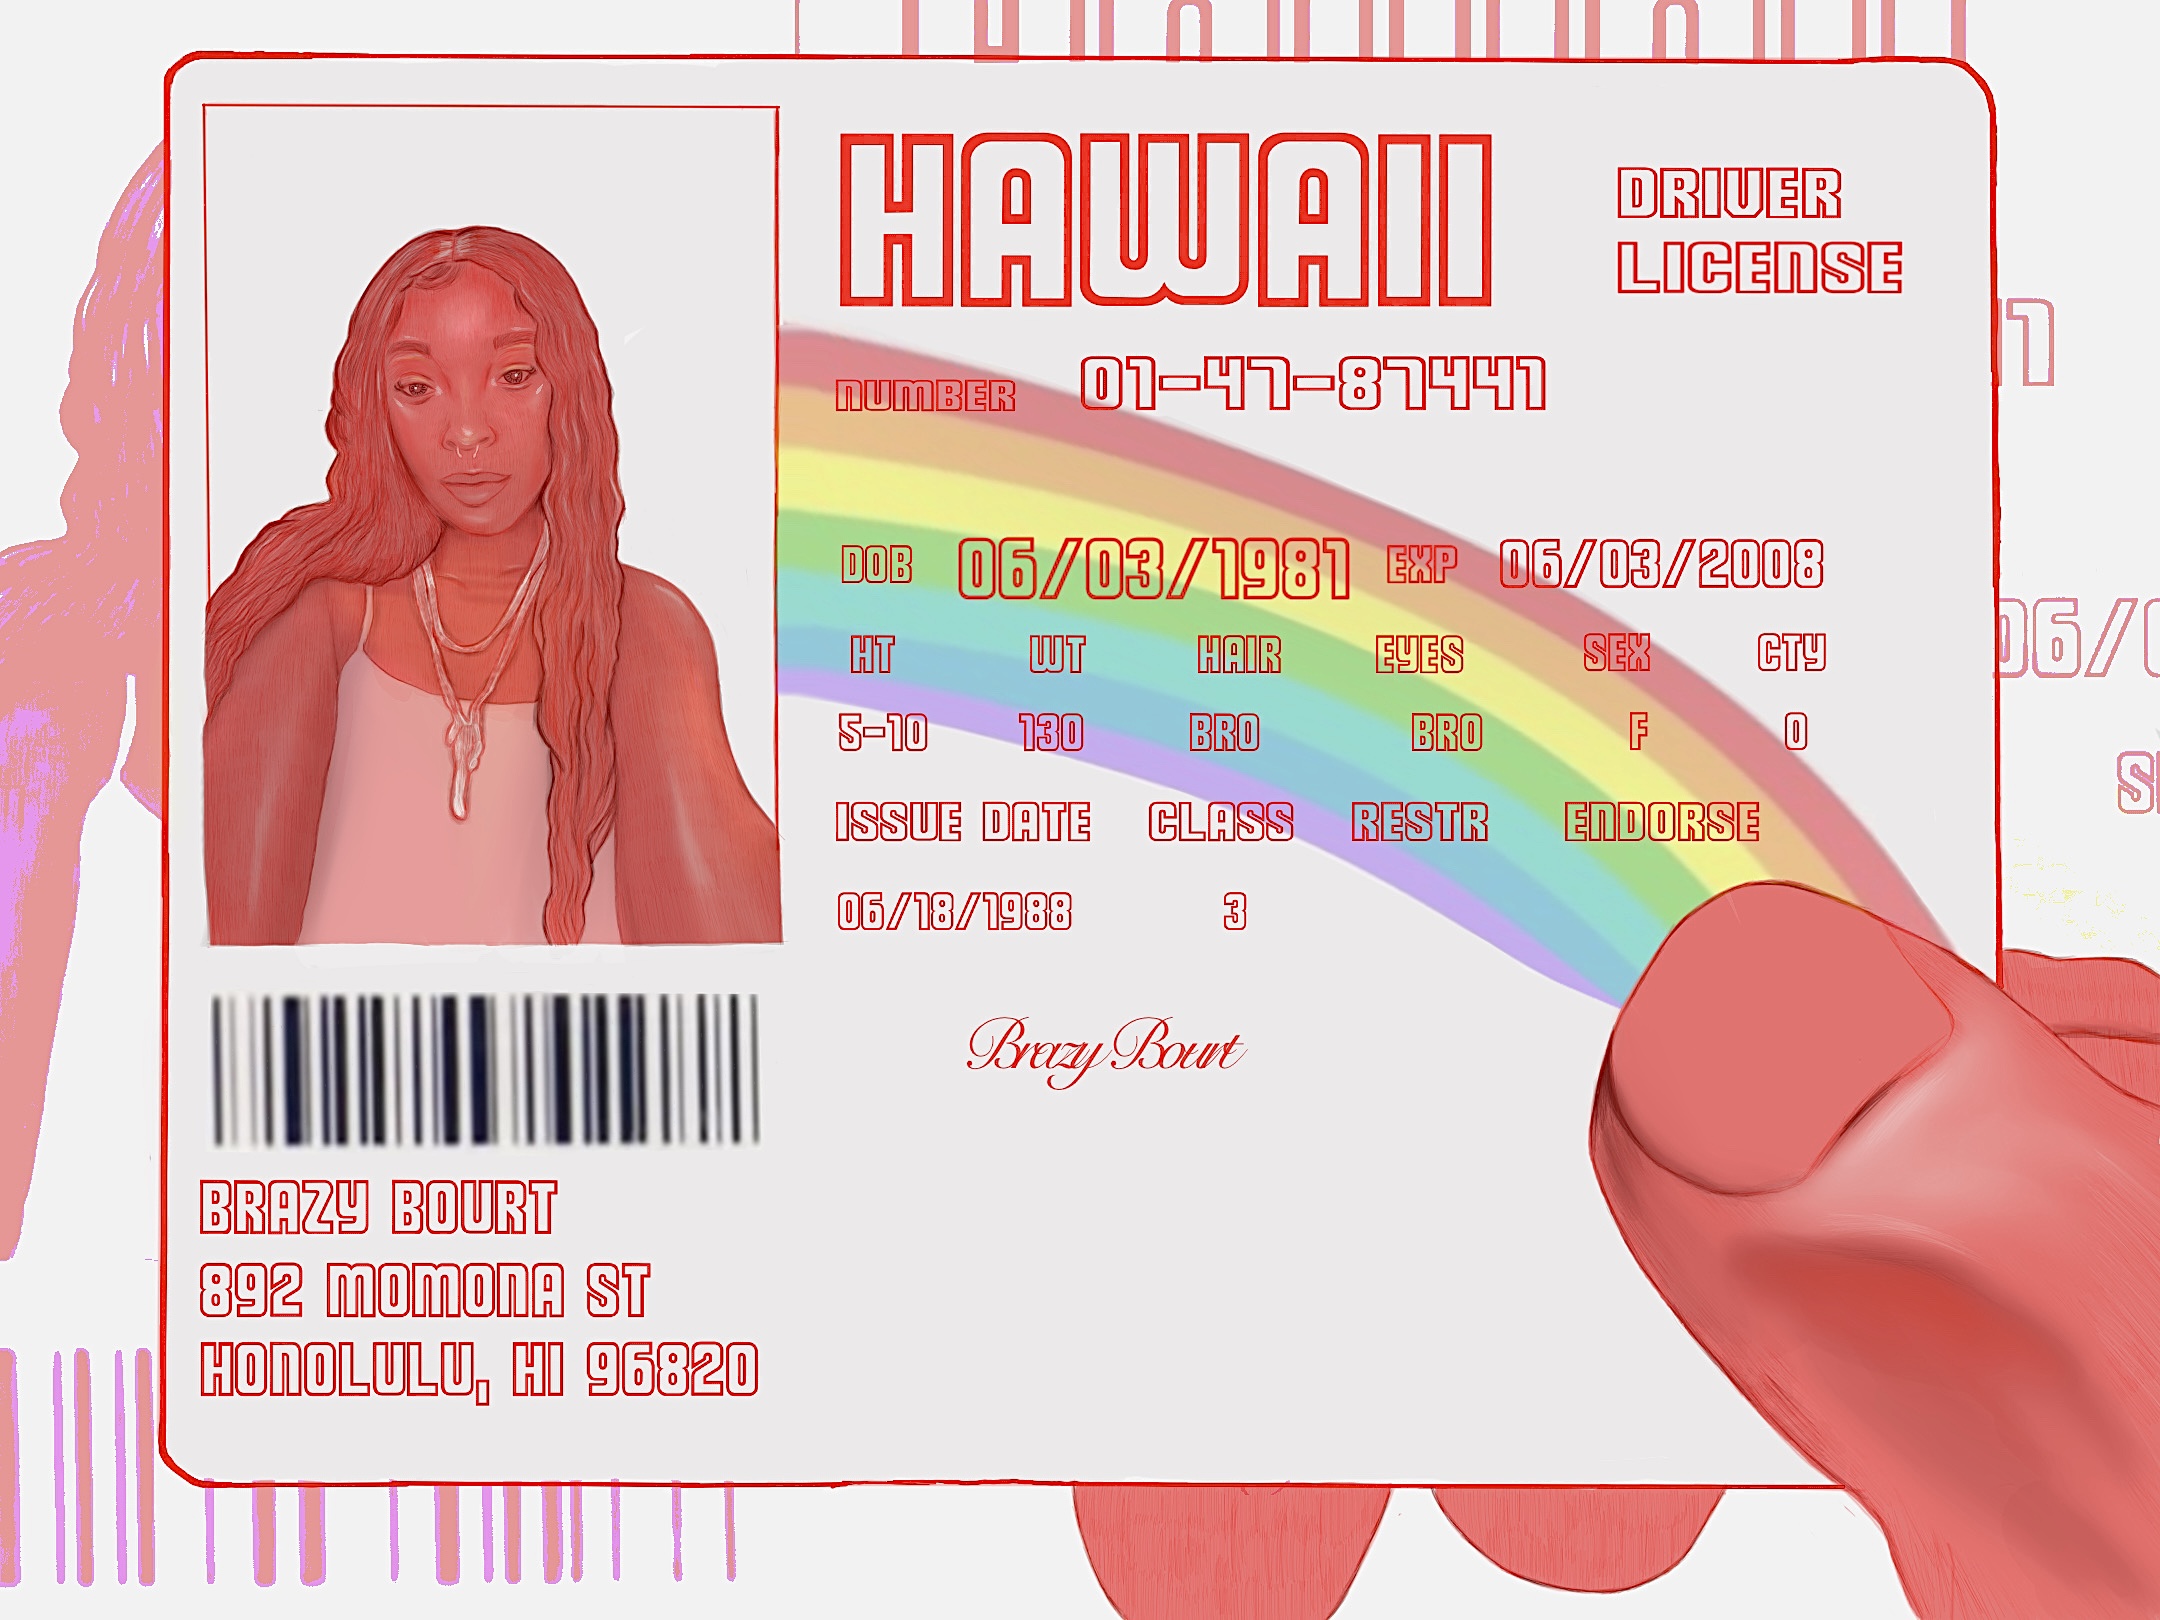 HAWAII
DRIVER
LICENSE
NUMBER 01-47-87441
DOB 06/03/1981 EXP 06/03/2008
HT WT HAIR EYES SEX CTY
5-10 130 BRO BRO F 0
ISSUE DATE CLASS RESTR ENDORSE
06/18/1988 3
Brazy Bourt
BRAZY BOURT
892 MOMONA ST
HONOLULU, HI 96820